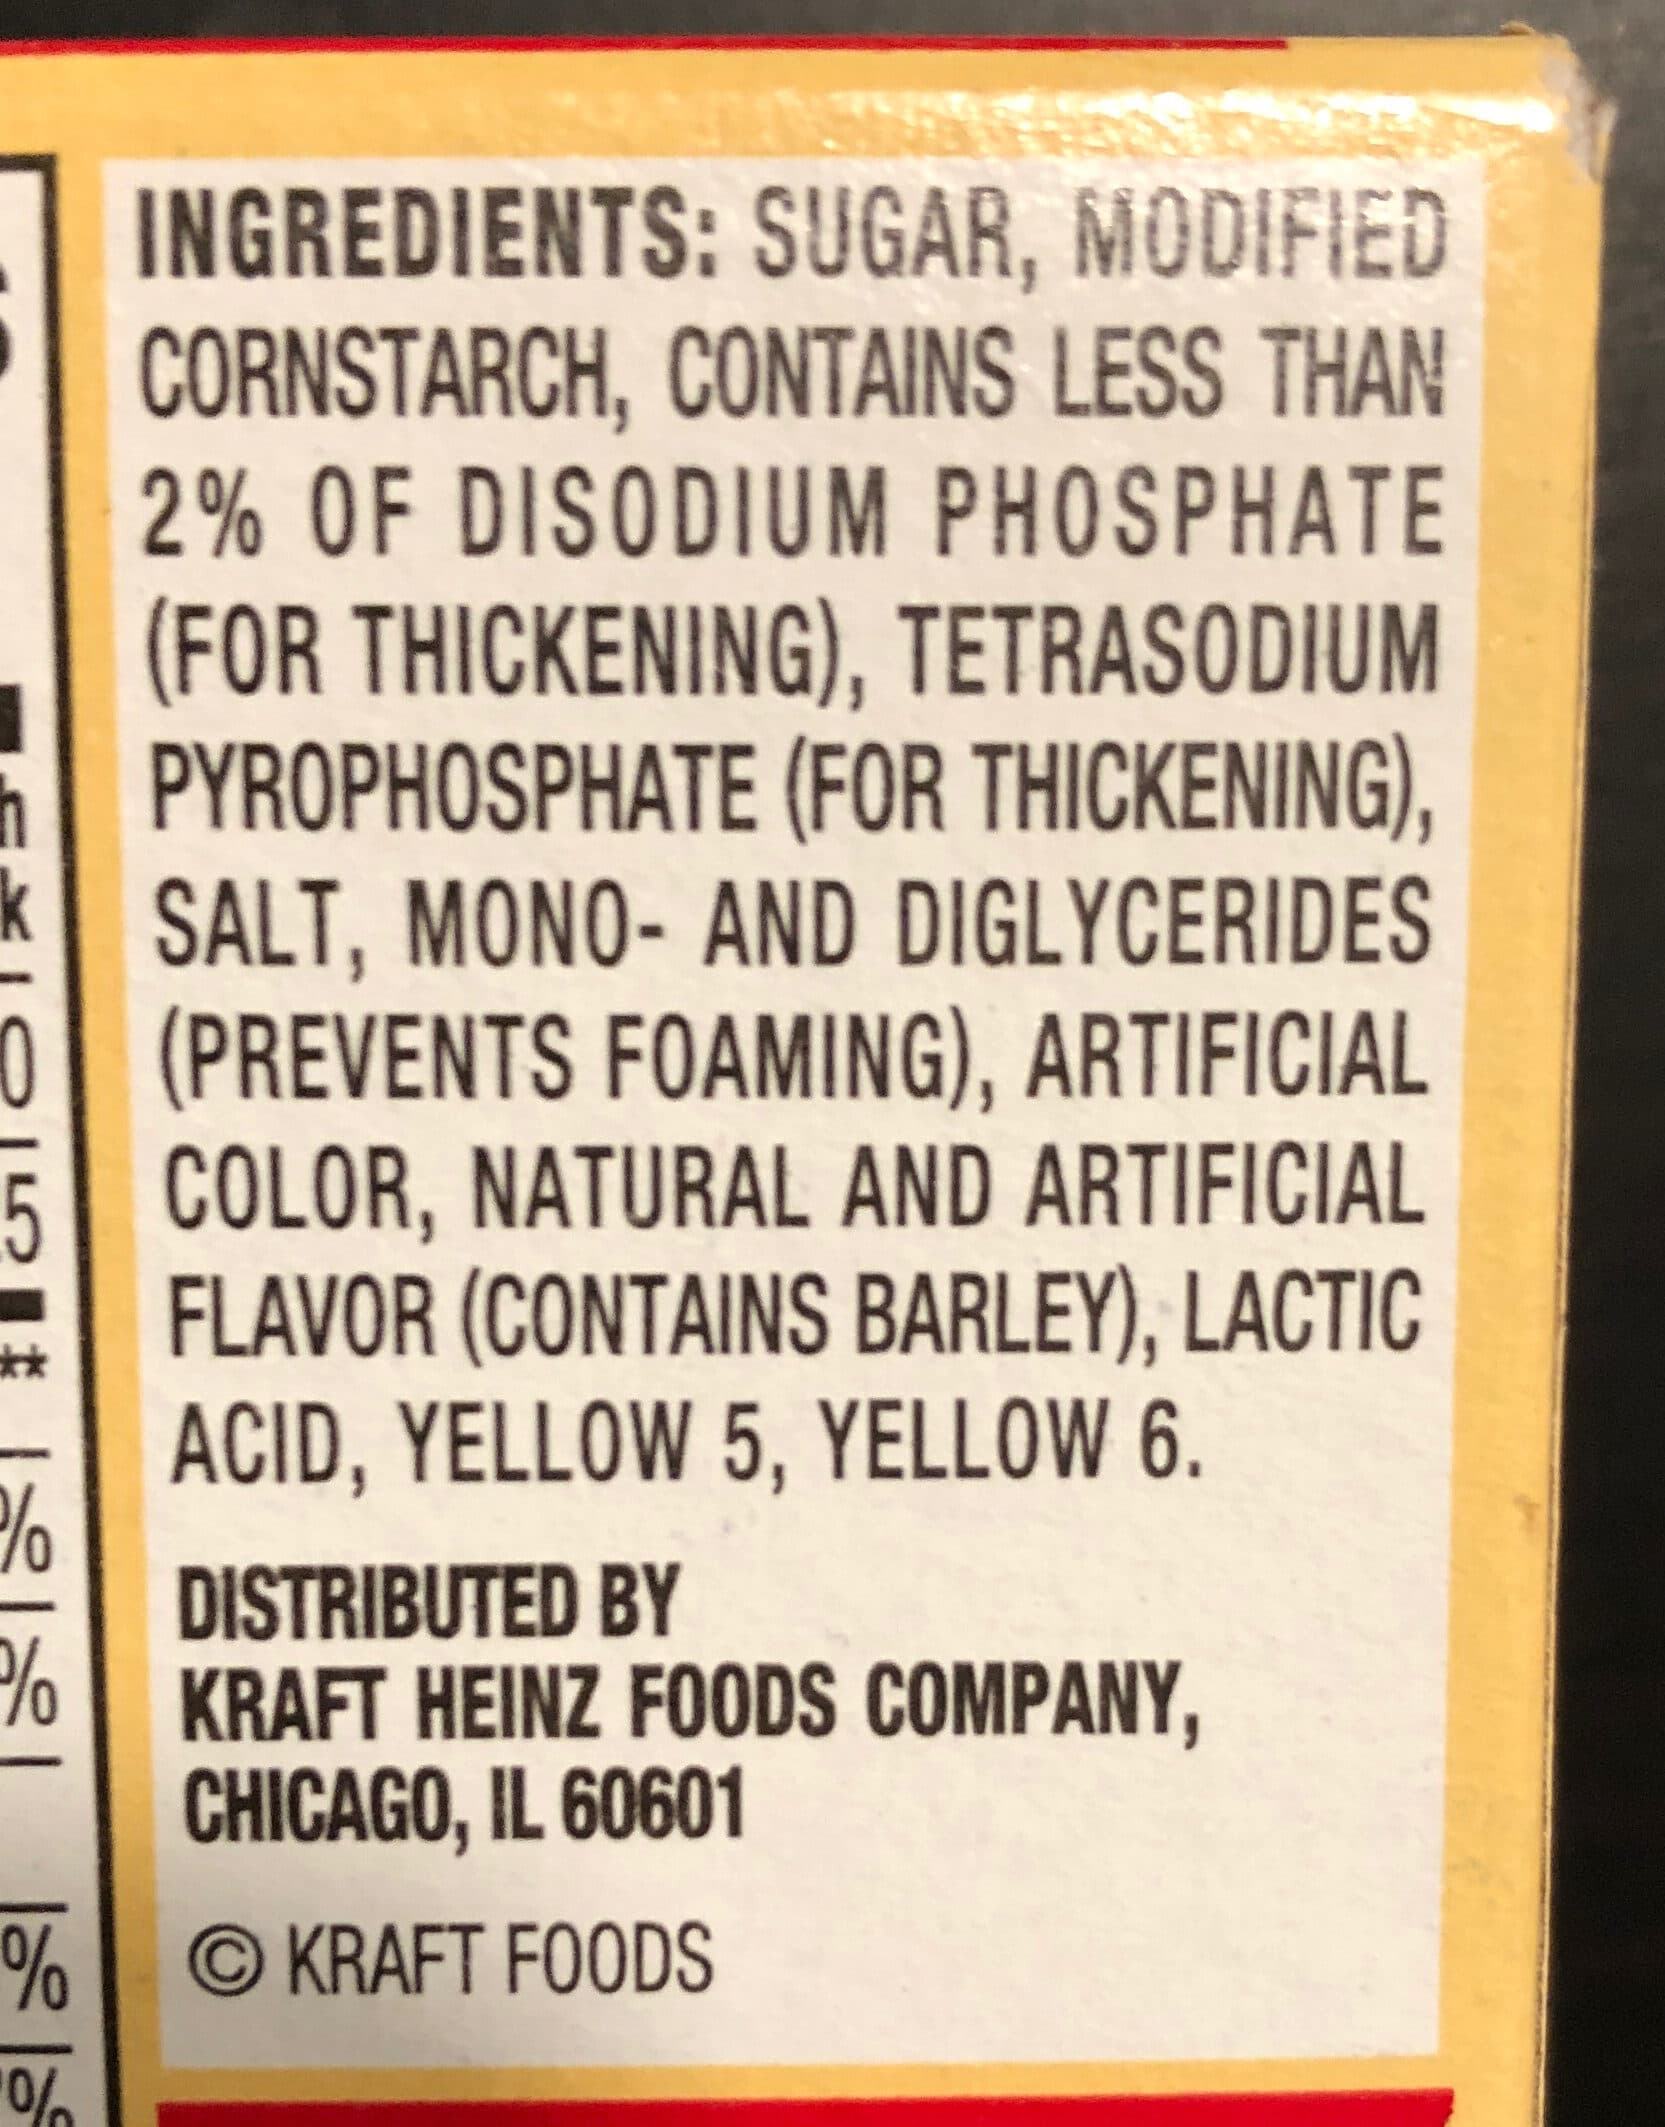 INGREDIENTS: SUGAR, MODIFIED
CORNSTARCH, CONTAINS LESS THAN
2% OF DISODIUM PHOSPHATE
(FOR THICKENING), TETRASODIUM
PYROPHOSPHATE (FOR THICKENING),
SALT, MONO- AND DIGLYCERIDES
(PREVENTS FOAMING), ARTIFICIAL
COLOR, NATURAL AND ARTIFICIAL
FLAVOR (CONTAINS BARLEY), LACTIC
ACID, YELLOW 5, YELLOW 6.
DISTRIBUTED BY
KRAFT HEINZ FOODS COMPANY,
CHICAGO, IL 60601
© KRAFT FOODS